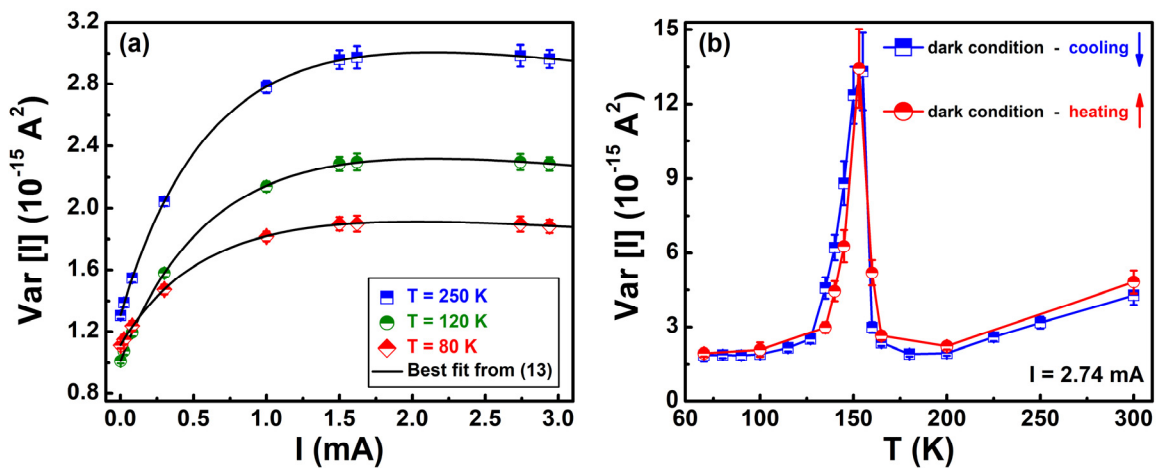 (a)
Var [I] (10⁻¹⁵ A²)
3.2
2.8
2.4
2.0
1.6
1.2
0.8
T = 250 K
T = 120 K
T = 80 K
Best fit from (13)
0.0 0.5 1.0 1.5 2.0 2.5 3.0
I (mA)
(b)
Var [I] (10⁻¹⁵ A²)
15
12
9
6
3
0
dark condition - cooling ↓
dark condition - heating ↑
I = 2.74 mA
60 100 150 200 250 300
T (K)